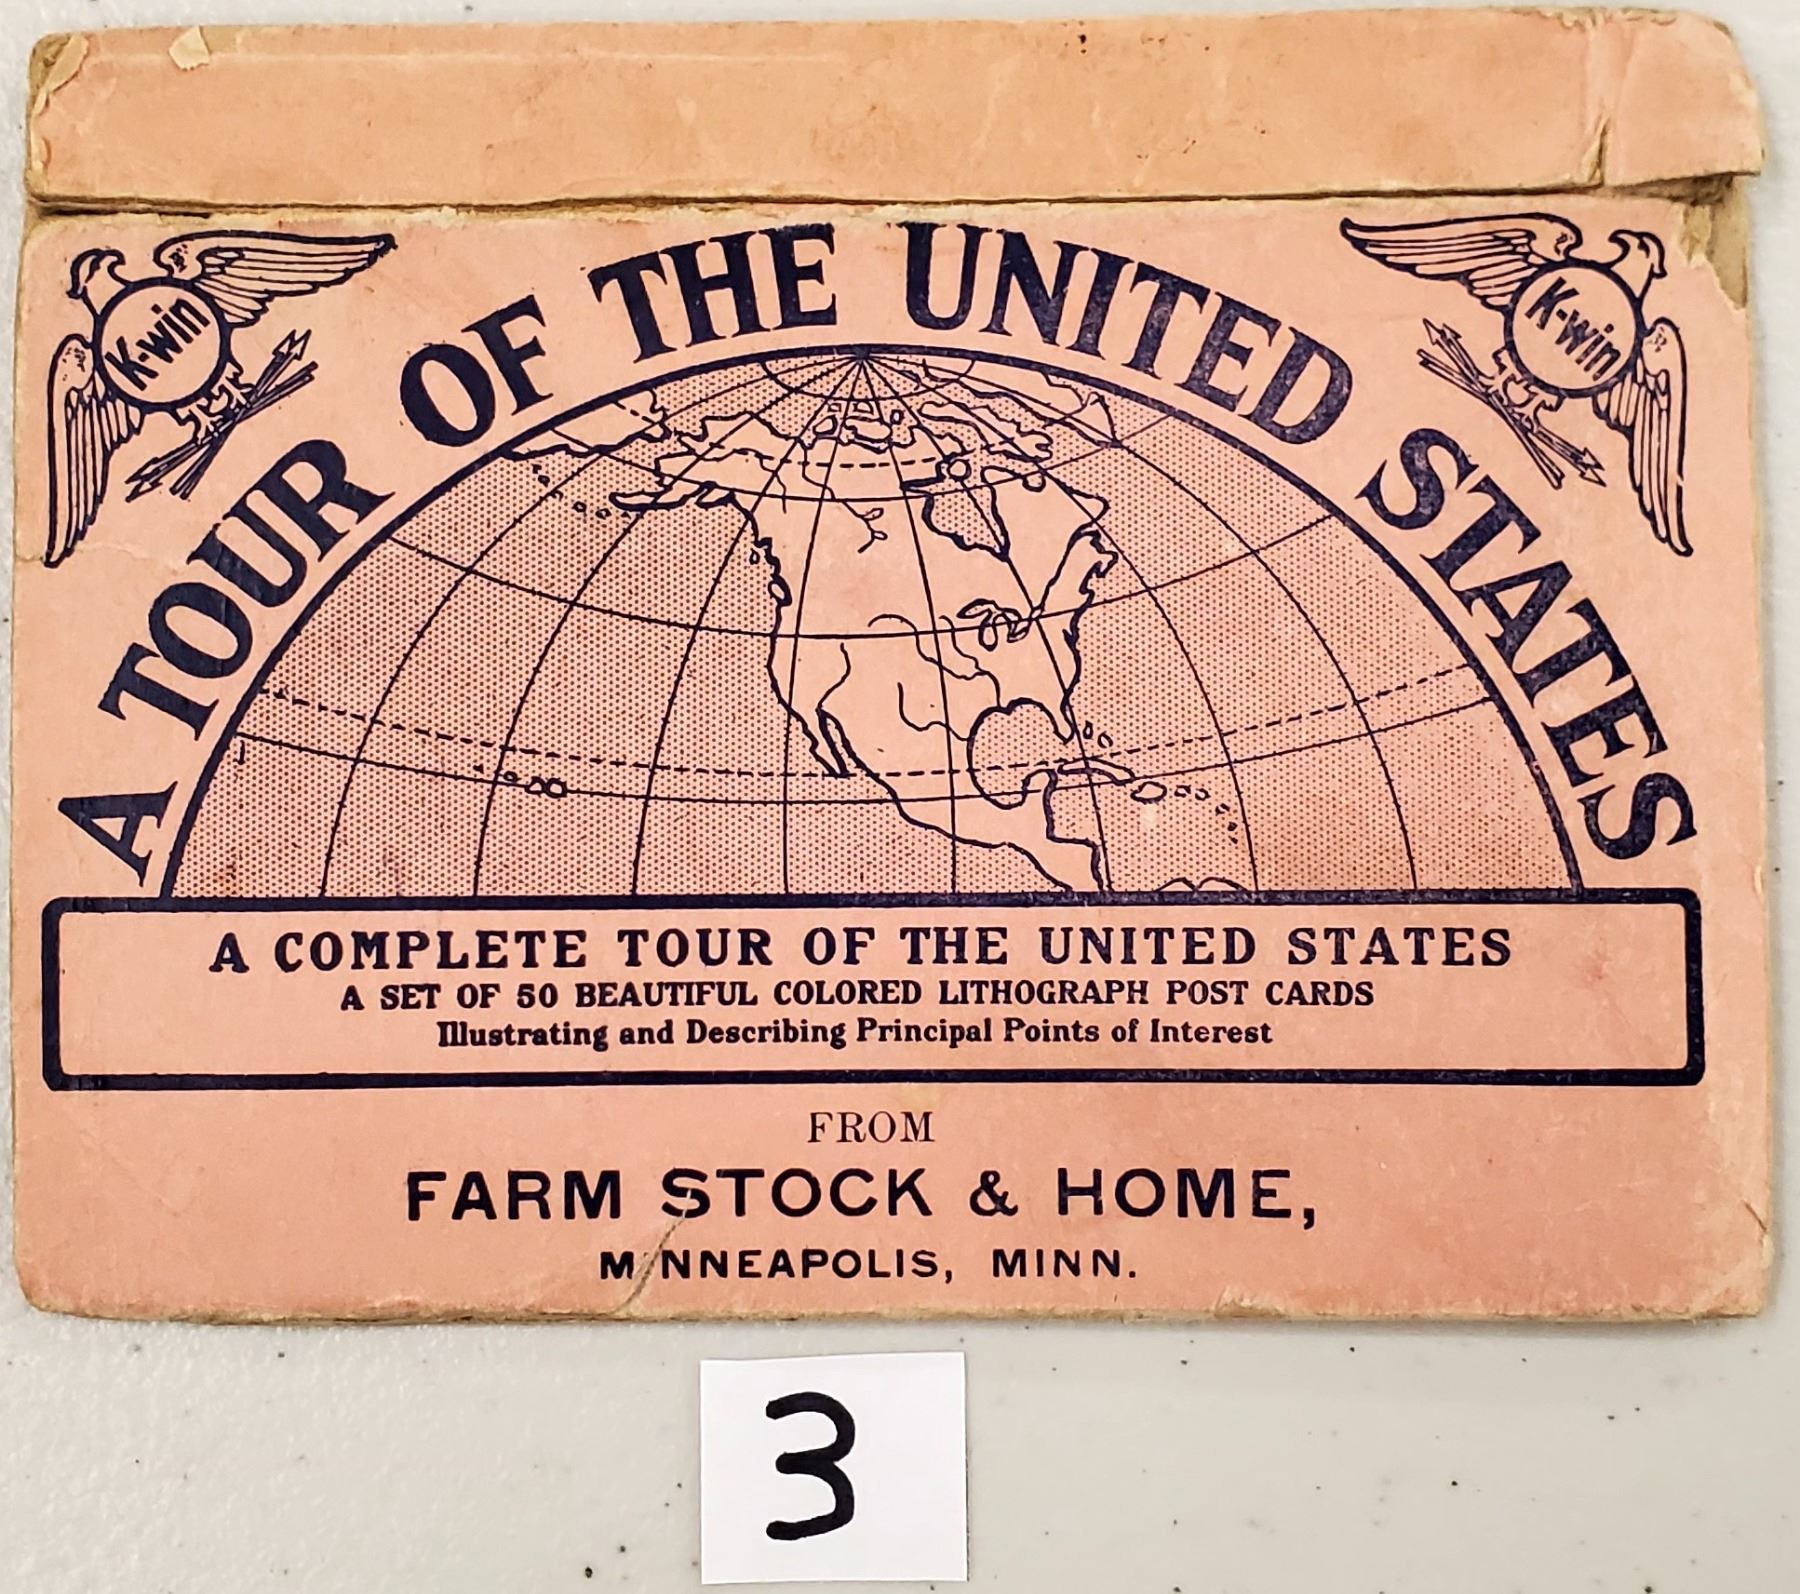 K-win
A TOUR OF THE UNITED STATES
K-win
A COMPLETE TOUR OF THE UNITED STATES
A SET OF 50 BEAUTIFUL COLORED LITHOGRAPH POST CARDS
Illustrating and Describing Principal Points of Interest
FROM
FARM STOCK & HOME,
MINNEAPOLIS, MINN.
3